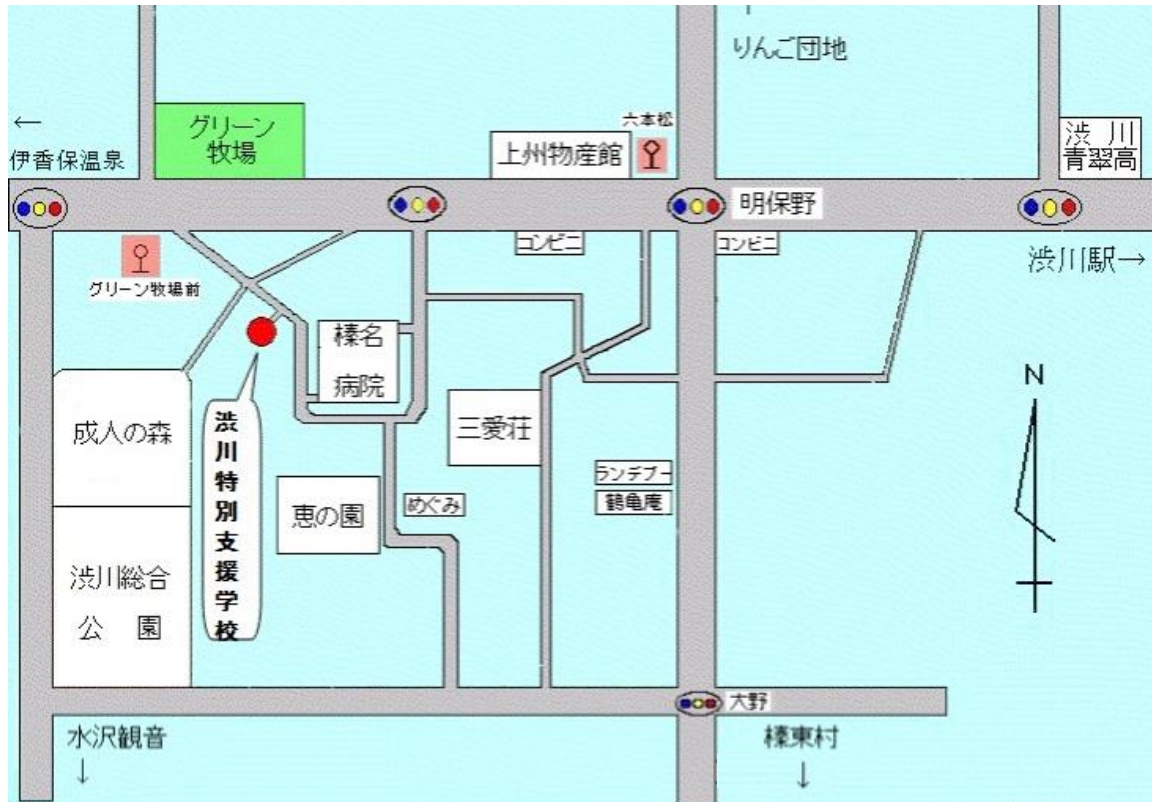 りんご団地
←
伊香保温泉
グリーン
牧場
六本松
上州物産館
渋 川
青翠高
明保野
コンビニ
コンビニ
渋川駅→
グリーン牧場前
榛名
病院
N
成人の森
渋川特別支援学校
三愛荘
ランデブー
鶴亀庵
恵の園
めぐみ
渋川総合
公 園
大野
水沢観音
↓
榛東村
↓